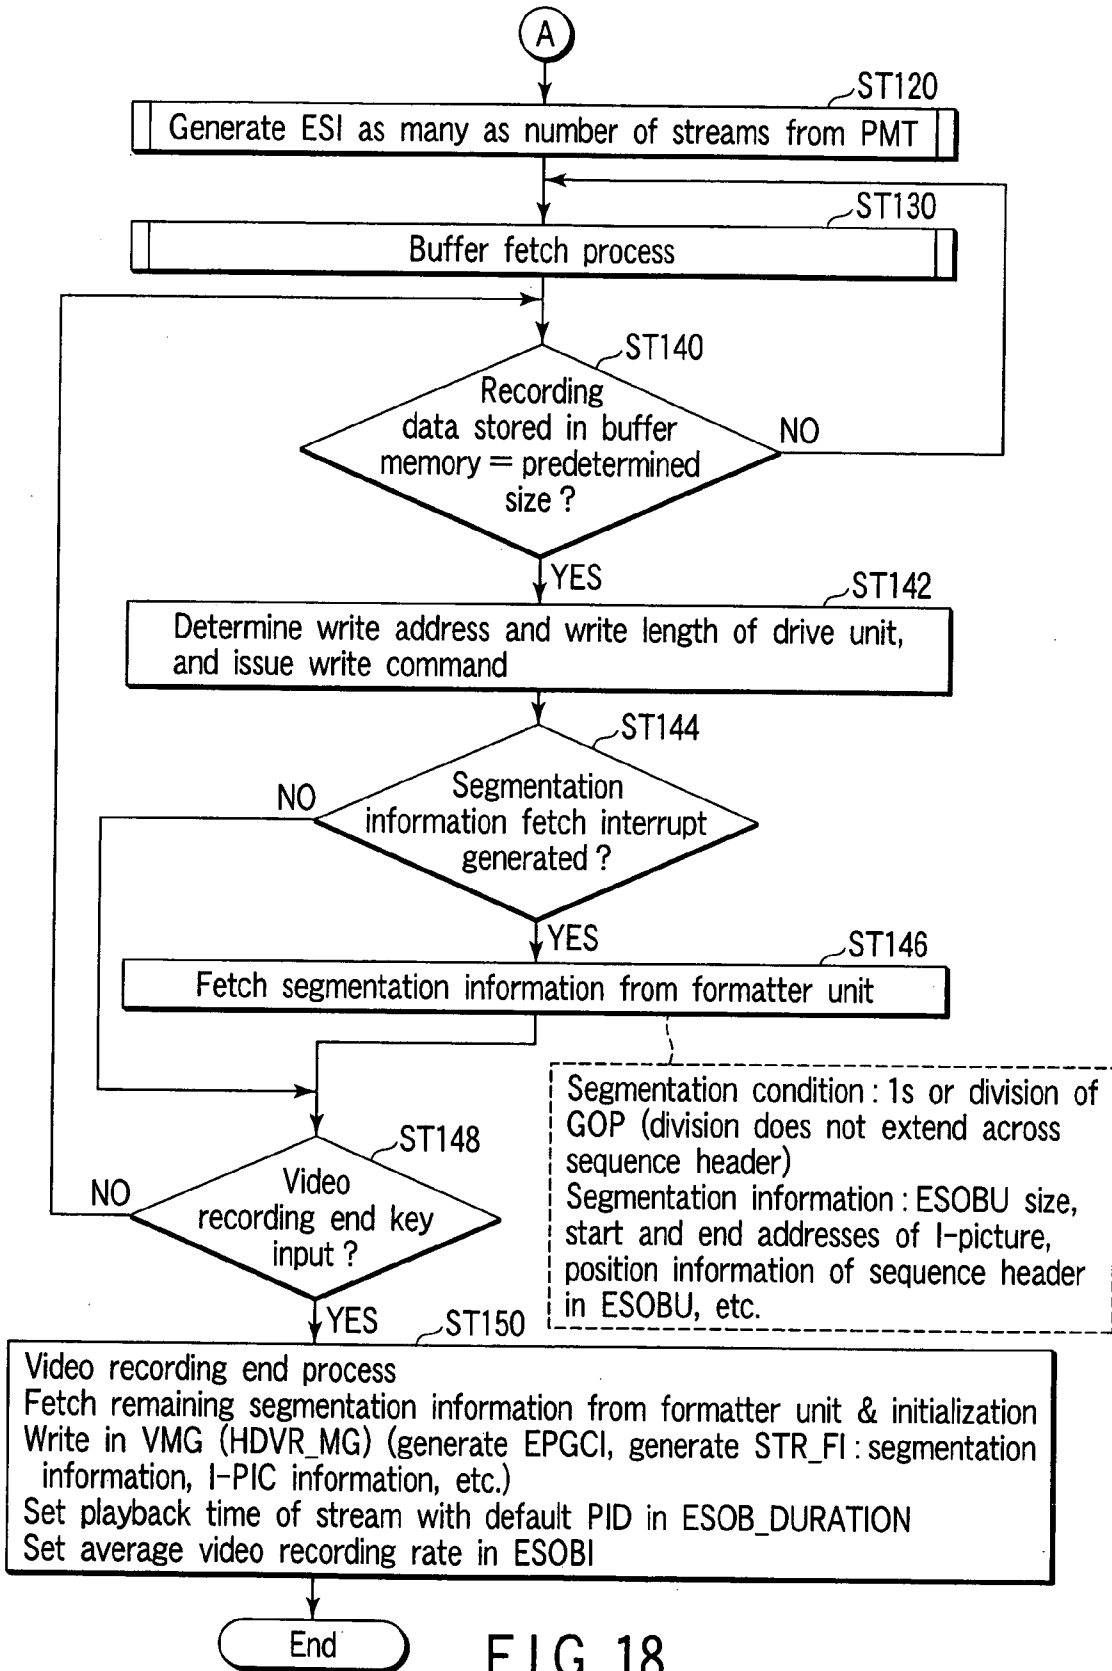 A
ST120
Generate ESI as many as number of streams from PMT
ST130
Buffer fetch process
ST140
Recording
data stored in buffer
memory = predetermined
size ?
NO
YES
ST142
Determine write address and write length of drive unit,
and issue write command
ST144
NO
Segmentation
information fetch interrupt
generated ?
YES
ST146
Fetch segmentation information from formatter unit
Segmentation condition : 1s or division of
GOP (division does not extend across
sequence header)
Segmentation information : ESOBU size,
start and end addresses of I-picture,
position information of sequence header
in ESOBU, etc.
ST148
NO
Video
recording end key
input ?
YES
ST150
Video recording end process
Fetch remaining segmentation information from formatter unit & initialization
Write in VMG (HDVR_MG) (generate EPGCI, generate STR_FI : segmentation
information, I-PIC information, etc.)
Set playback time of stream with default PID in ESOB_DURATION
Set average video recording rate in ESOBI
End
FIG. 18